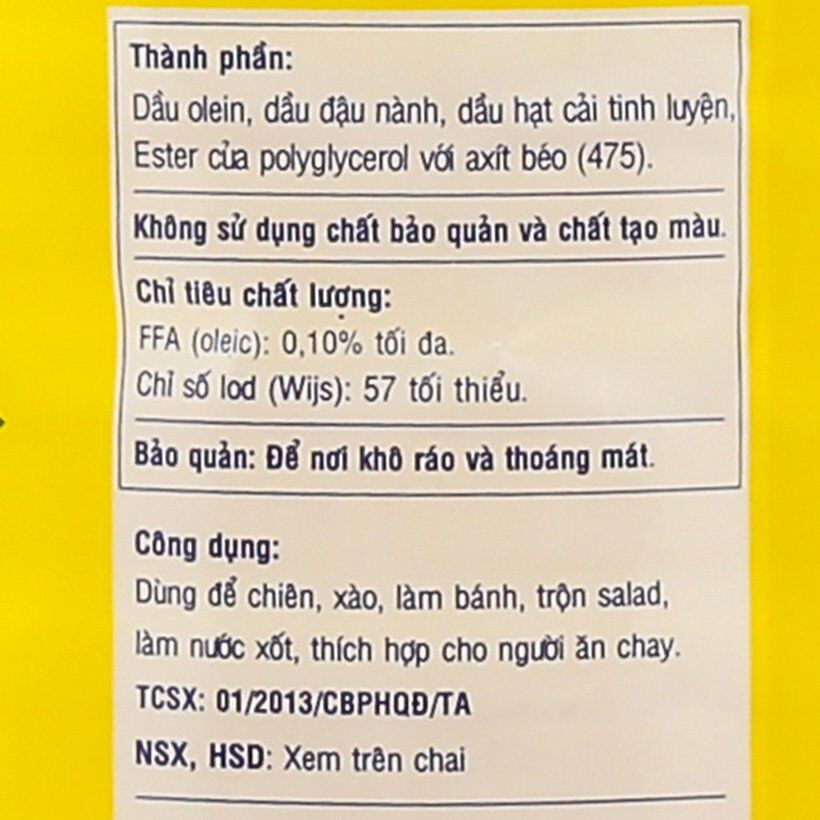 Thành phần:
Dầu olein, dầu đậu nành, dầu hạt cải tinh luyện,
Ester của polyglycerol với axít béo (475).
Không sử dụng chất bảo quản và chất tạo màu.
Chỉ tiêu chất lượng:
FFA (oleic): 0,10% tối đa.
Chỉ số Iod (Wijs): 57 tối thiểu.
Bảo quản: Để nơi khô ráo và thoáng mát.
Công dụng:
Dùng để chiên, xào, làm bánh, trộn salad,
làm nước xốt, thích hợp cho người ăn chay.
TCSX: 01/2013/CBPHQĐ/TA
NSX, HSD: Xem trên chai